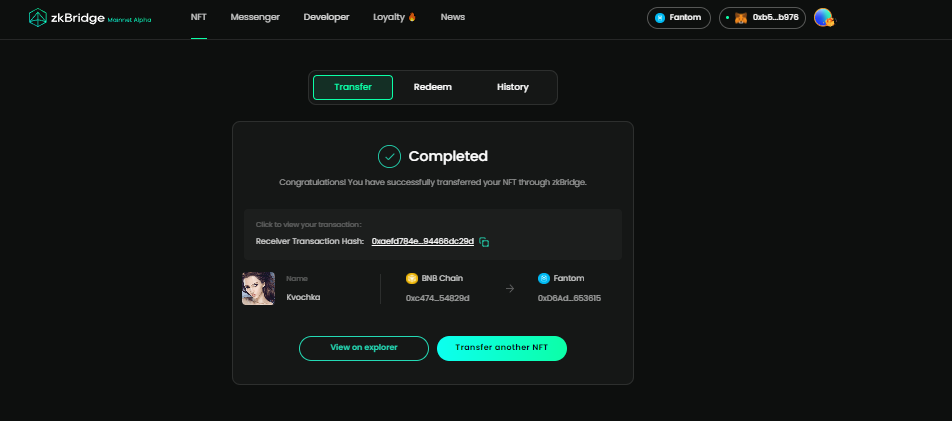 zkBridge Mainnet Alpha NFT Messenger Developer Loyalty News Fantom 0xb5...b976
Transfer Redeem History
Completed
Congratulations! You have successfully transferred your NFT through zkBridge.
Click to view your transaction:
Receiver Transaction Hash: 0xaefd784e...94466dc29d
Name BNB Chain Fantom
Kvochka 0xc474...54829d → 0xD6Ad...653615
View on explorer Transfer another NFT